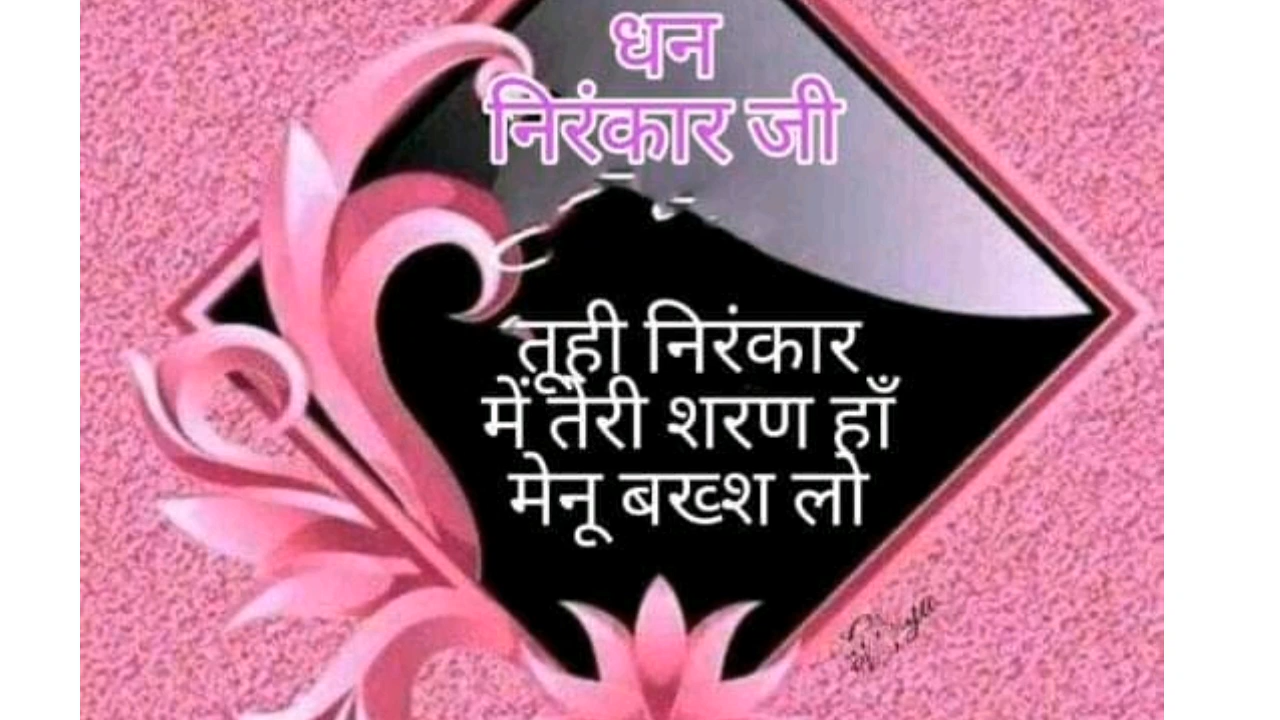 धन
निरंकार जी
तूही निरंकार
में तेरी शरण हाँ
मेनू बख्श लो